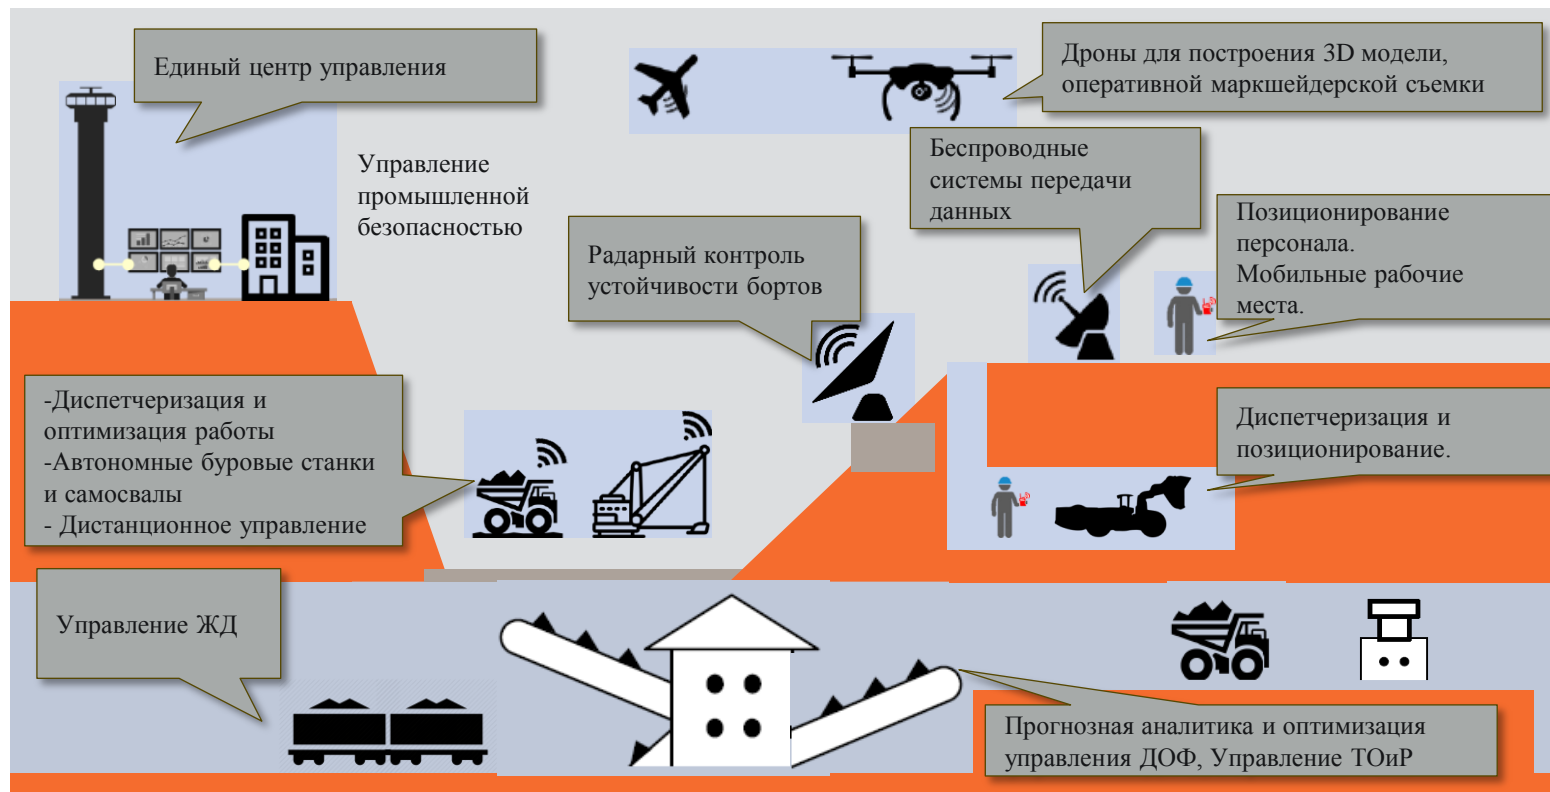 Единый центр управления
Дроны для построения 3D модели,
оперативной маркшейдерской съемки
Управление
промышленной
безопасностью
Беспроводные
системы передачи
данных
Позиционирование
персонала.
Мобильные рабочие
места.
Радарный контроль
устойчивости бортов
-Диспетчеризация и
оптимизация работы
-Автономные буровые станки
и самосвалы
- Дистанционное управление
Диспетчеризация и
позиционирование.
Управление ЖД
Прогнозная аналитика и оптимизация
управления ДОФ, Управление ТОиР